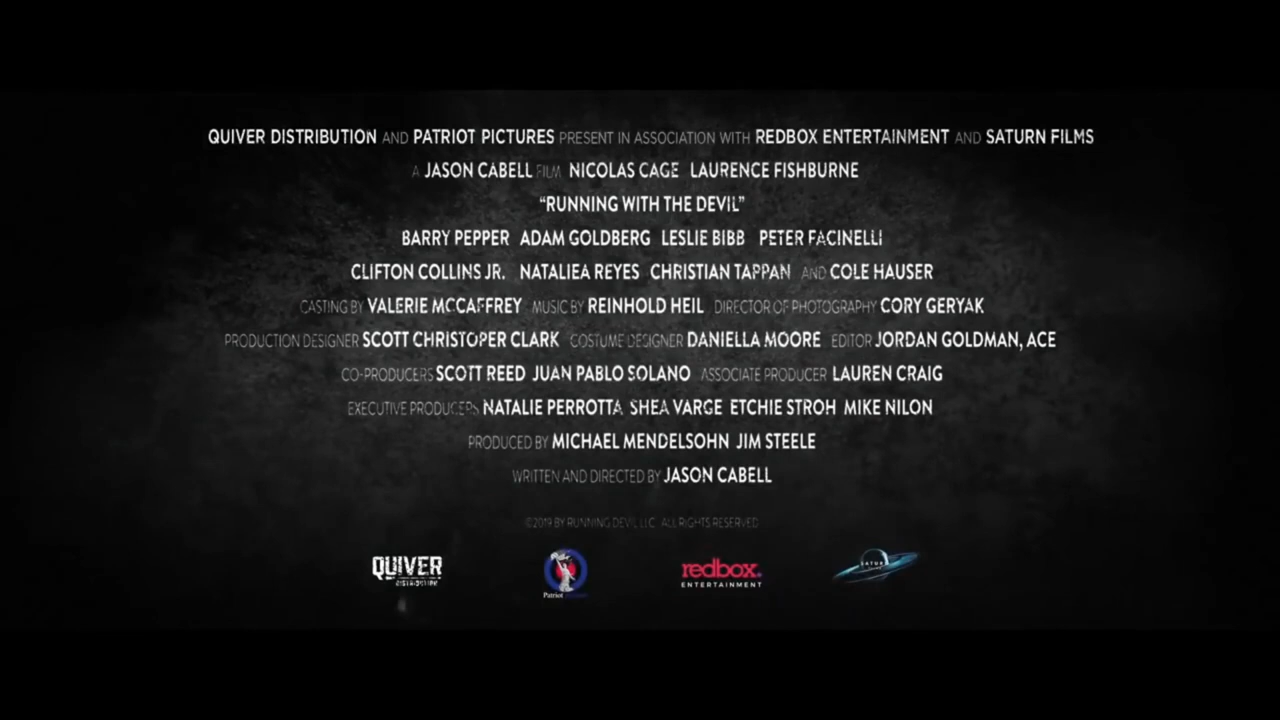 QUIVER DISTRIBUTION AND PATRIOT PICTURES PRESENT IN ASSOCIATION WITH REDBOX ENTERTAINMENT AND SATURN FILMS
A JASON CABELL FILM NICOLAS CAGE LAURENCE FISHBURNE
“RUNNING WITH THE DEVIL”
BARRY PEPPER ADAM GOLDBERG LESLIE BIBB PETER FACINELLI
CLIFTON COLLINS JR. NATALIEA REYES CHRISTIAN TAPPAN AND COLE HAUSER
CASTING BY VALERIE MCCAFFREY MUSIC BY REINHOLD HEIL DIRECTOR OF PHOTOGRAPHY CORY GERYAK
PRODUCTION DESIGNER SCOTT CHRISTOPER CLARK COSTUME DESIGNER DANIELLA MOORE EDITOR JORDAN GOLDMAN, ACE
CO-PRODUCERS SCOTT REED JUAN PABLO SOLANO ASSOCIATE PRODUCER LAUREN CRAIG
EXECUTIVE PRODUCERS NATALIE PERROTTA SHEA VARGE ETCHIE STROH MIKE NILON
PRODUCED BY MICHAEL MENDELSOHN JIM STEELE
WRITTEN AND DIRECTED BY JASON CABELL
©2019 BY RUNNING DEVIL LLC ALL RIGHTS RESERVED
QUIVER
DISTRIBUTION
Patriot
redbox.
ENTERTAINMENT